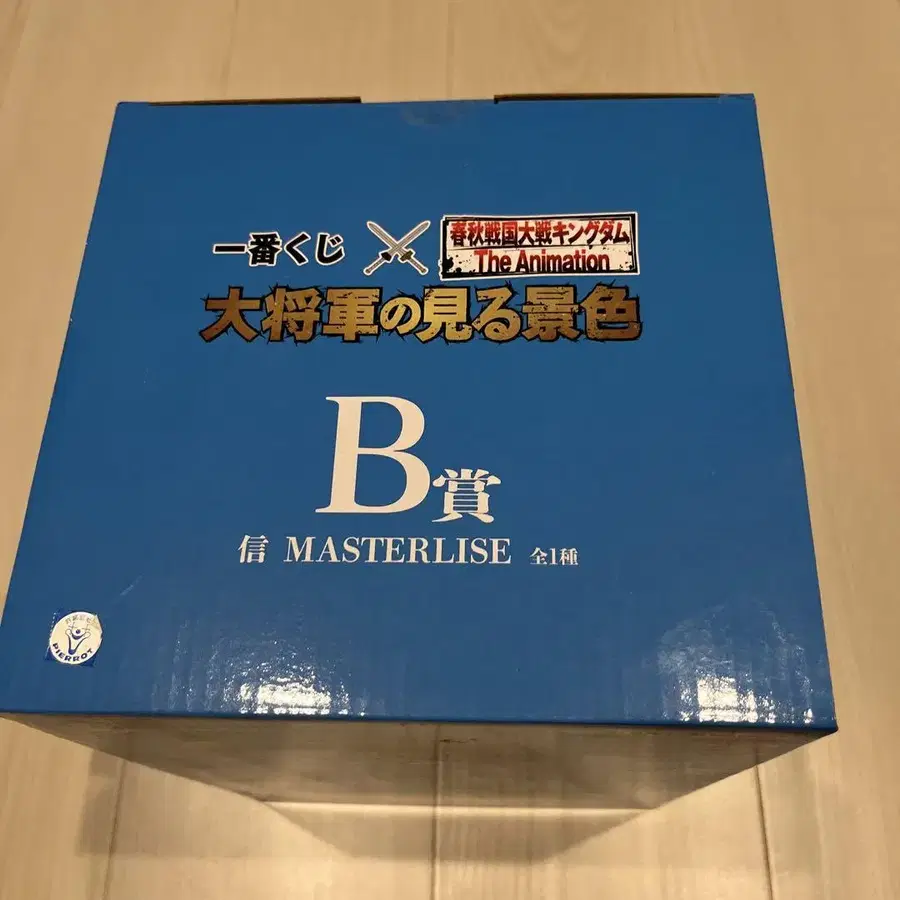 一番くじ
春秋戦国大戦キングダム
The Animation
大将軍の見る景色
B賞
信 MASTERLISE 全1種
PIERROT